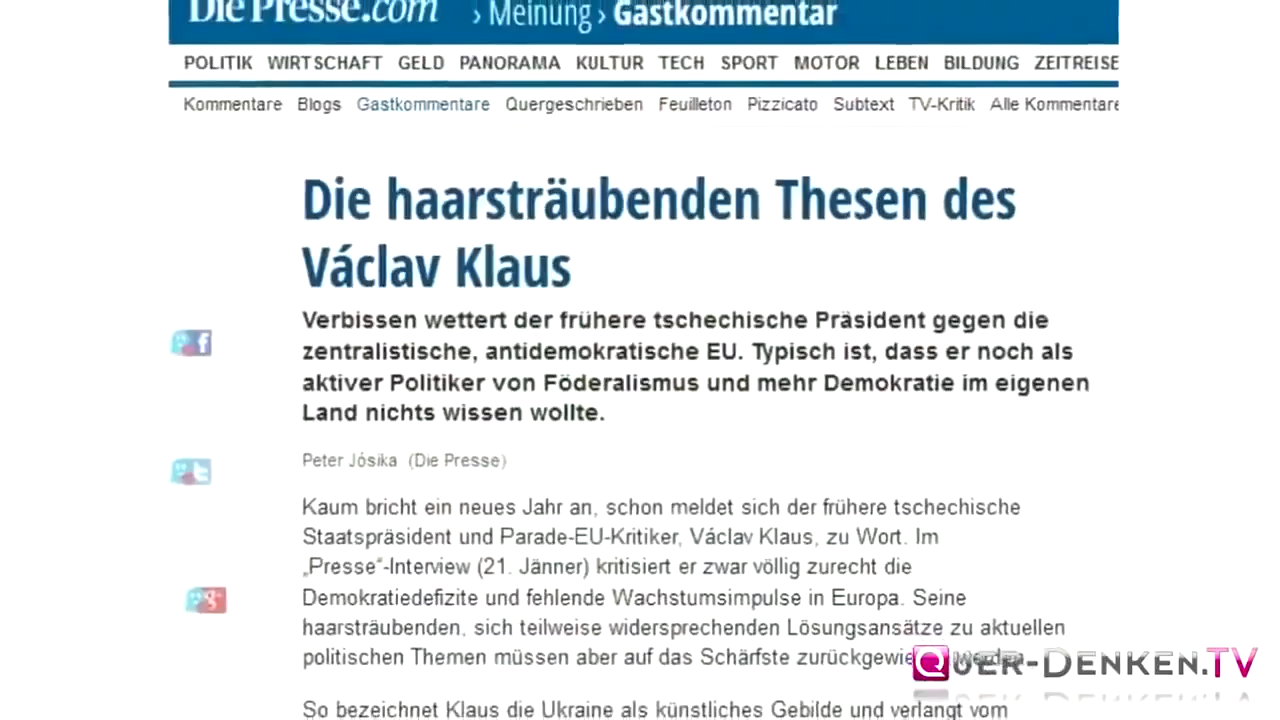 Die Presse.com › Meinung › Gastkommentar
POLITIK WIRTSCHAFT GELD PANORAMA KULTUR TECH SPORT MOTOR LEBEN BILDUNG ZEITREISE
Kommentare Blogs Gastkommentare Quergeschrieben Feuilleton Pizzicato Subtext TV-Kritik Alle Kommentare
Die haarsträubenden Thesen des
Václav Klaus
Verbissen wettert der frühere tschechische Präsident gegen die
zentralistische, antidemokratische EU. Typisch ist, dass er noch als
aktiver Politiker von Föderalismus und mehr Demokratie im eigenen
Land nichts wissen wollte.
Peter Jósika (Die Presse)
Kaum bricht ein neues Jahr an, schon meldet sich der frühere tschechische
Staatspräsident und Parade-EU-Kritiker, Václav Klaus, zu Wort. Im
„Presse“-Interview (21. Jänner) kritisiert er zwar völlig zurecht die
Demokratiedefizite und fehlende Wachstumsimpulse in Europa. Seine
haarsträubenden, sich teilweise widersprechenden Lösungsansätze zu aktuellen
politischen Themen müssen aber auf das Schärfste
QUER-DENKEN.TV
So bezeichnet Klaus die Ukraine als künstliches Gebilde und verlangt vom